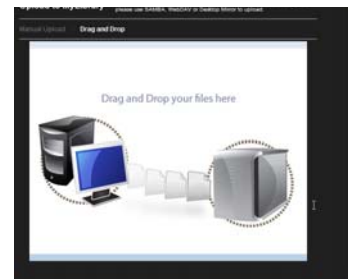 Upload to MyLibrary
please use SAMBA, WebDAV or Desktop Mirror to upload.
Manual Upload Drag and Drop
Drag and Drop your files here